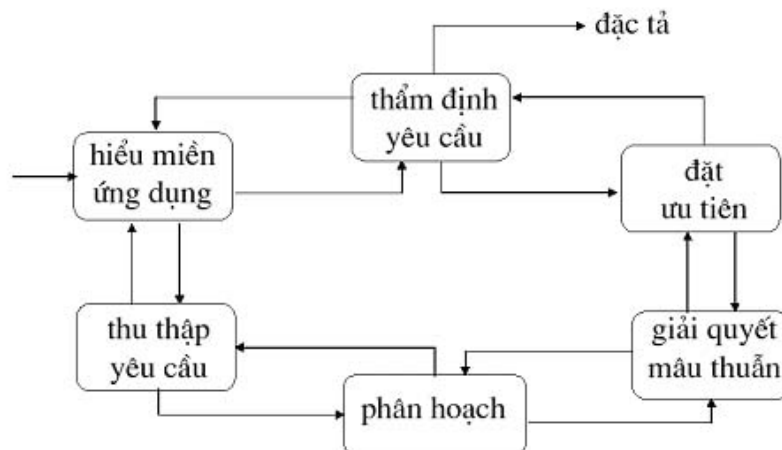 đặc tả
thẩm định
yêu cầu
hiểu miền
ứng dụng
đặt
ưu tiên
thu thập
yêu cầu
giải quyết
mâu thuẫn
phân hoạch